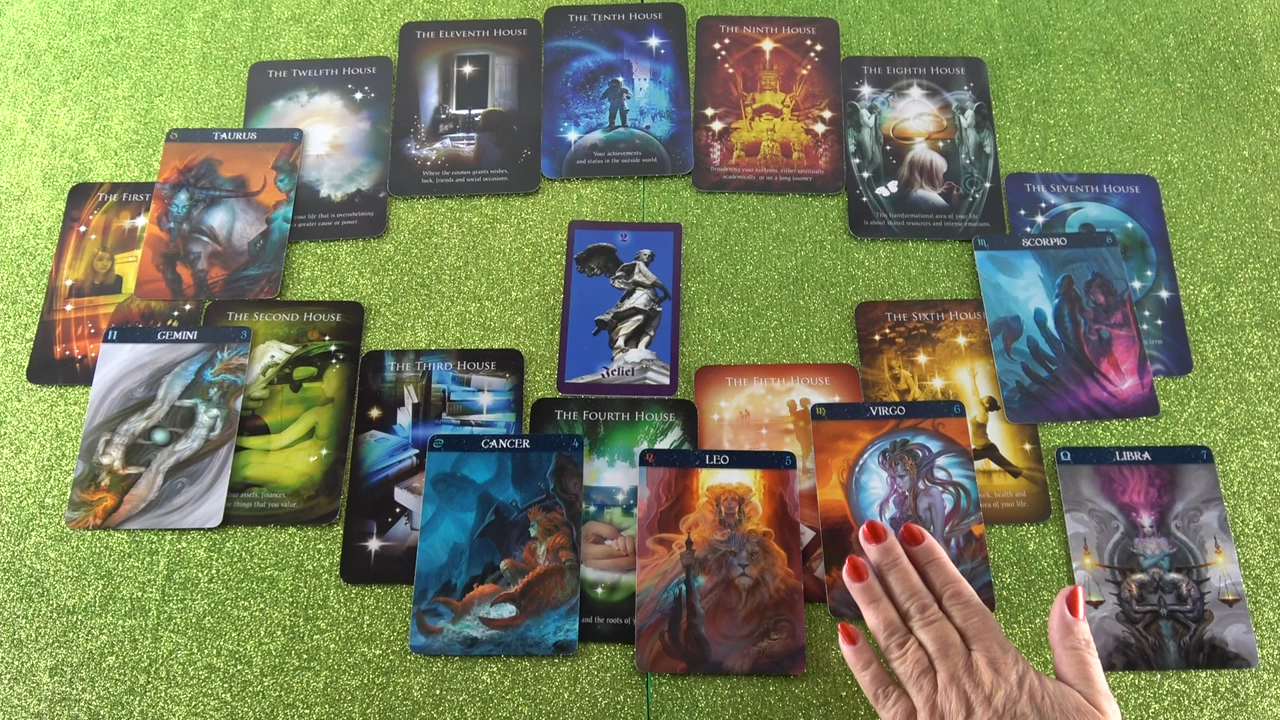 THE TENTH HOUSE
Your achievements
and status in the outside world.
THE ELEVENTH HOUSE
Where the cosmos grants wishes,
luck, friends and social occasions.
THE NINTH HOUSE
Broadening your horizons, either spiritually
academically or on a long journey
THE TWELFTH HOUSE
your life that is overwhelming
a greater cause or power
THE EIGHTH HOUSE
This transformational area of your life
is about shared resources and intense emotions.
TAURUS 2
THE FIRST
THE SEVENTH HOUSE
SCORPIO 8
2
Jeliel
GEMINI 3
THE SECOND HOUSE
assets, finances,
things that you value.
THE THIRD HOUSE
THE FOURTH HOUSE
and the roots of
THE FIFTH HOUSE
THE SIXTH HOUSE
health and
area of your life.
CANCER 4
LEO 5
VIRGO 6
LIBRA 7